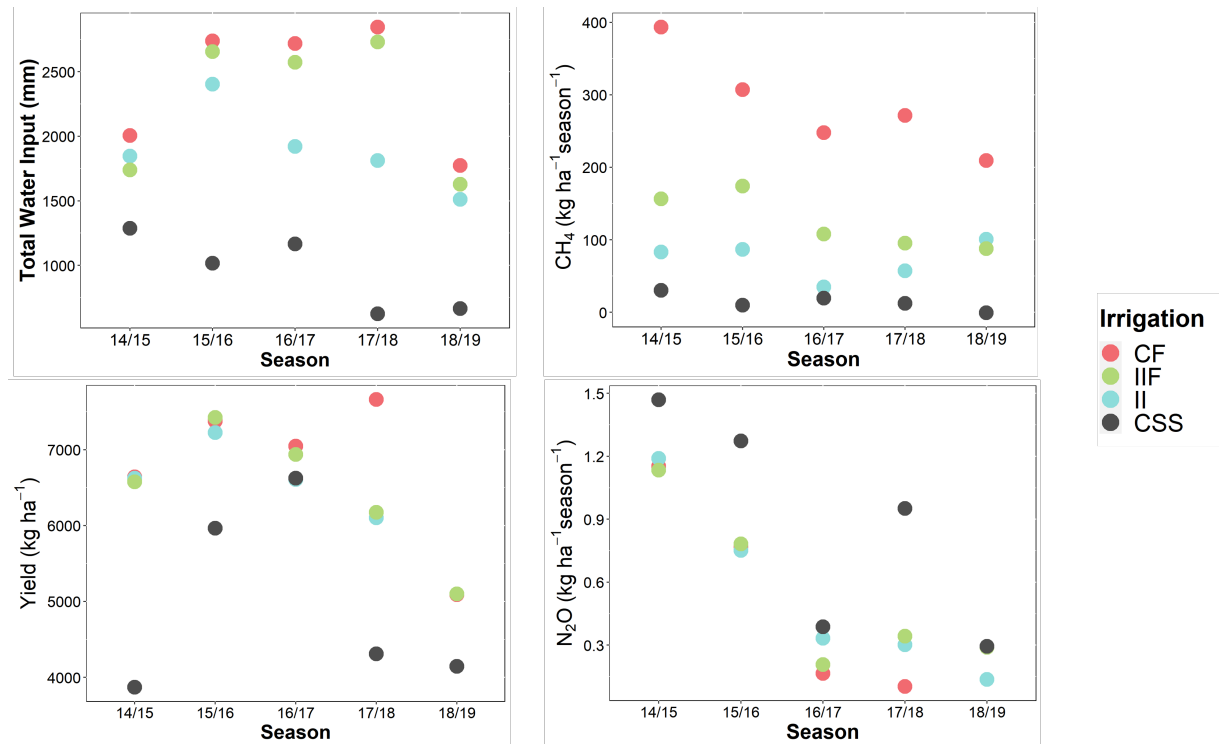 Total Water Input (mm)
2500
2000
1500
1000
14/15 15/16 16/17 17/18 18/19
Season
CH₄ (kg ha⁻¹season⁻¹)
400
300
200
100
0
14/15 15/16 16/17 17/18 18/19
Season
Irrigation
CF
IIF
II
CSS
Yield (kg ha⁻¹)
7000
6000
5000
4000
14/15 15/16 16/17 17/18 18/19
Season
N₂O (kg ha⁻¹season⁻¹)
1.5
1.2
0.9
0.6
0.3
14/15 15/16 16/17 17/18 18/19
Season